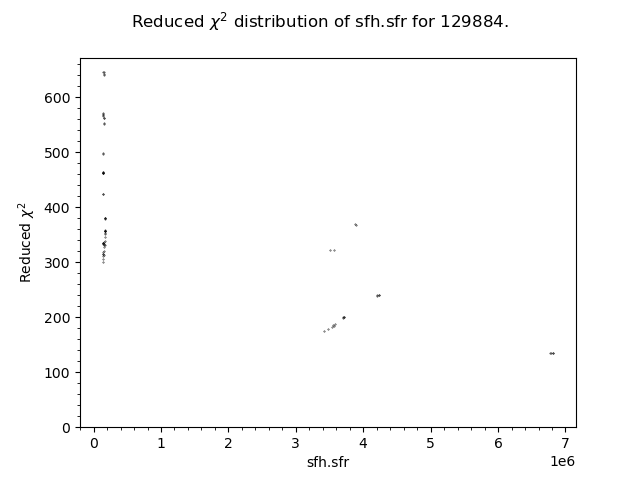 Reduced χ² distribution of sfh.sfr for 129884.
600
500
400
300
200
100
0
Reduced χ²
0 1 2 3 4 5 6 7
1e6
sfh.sfr